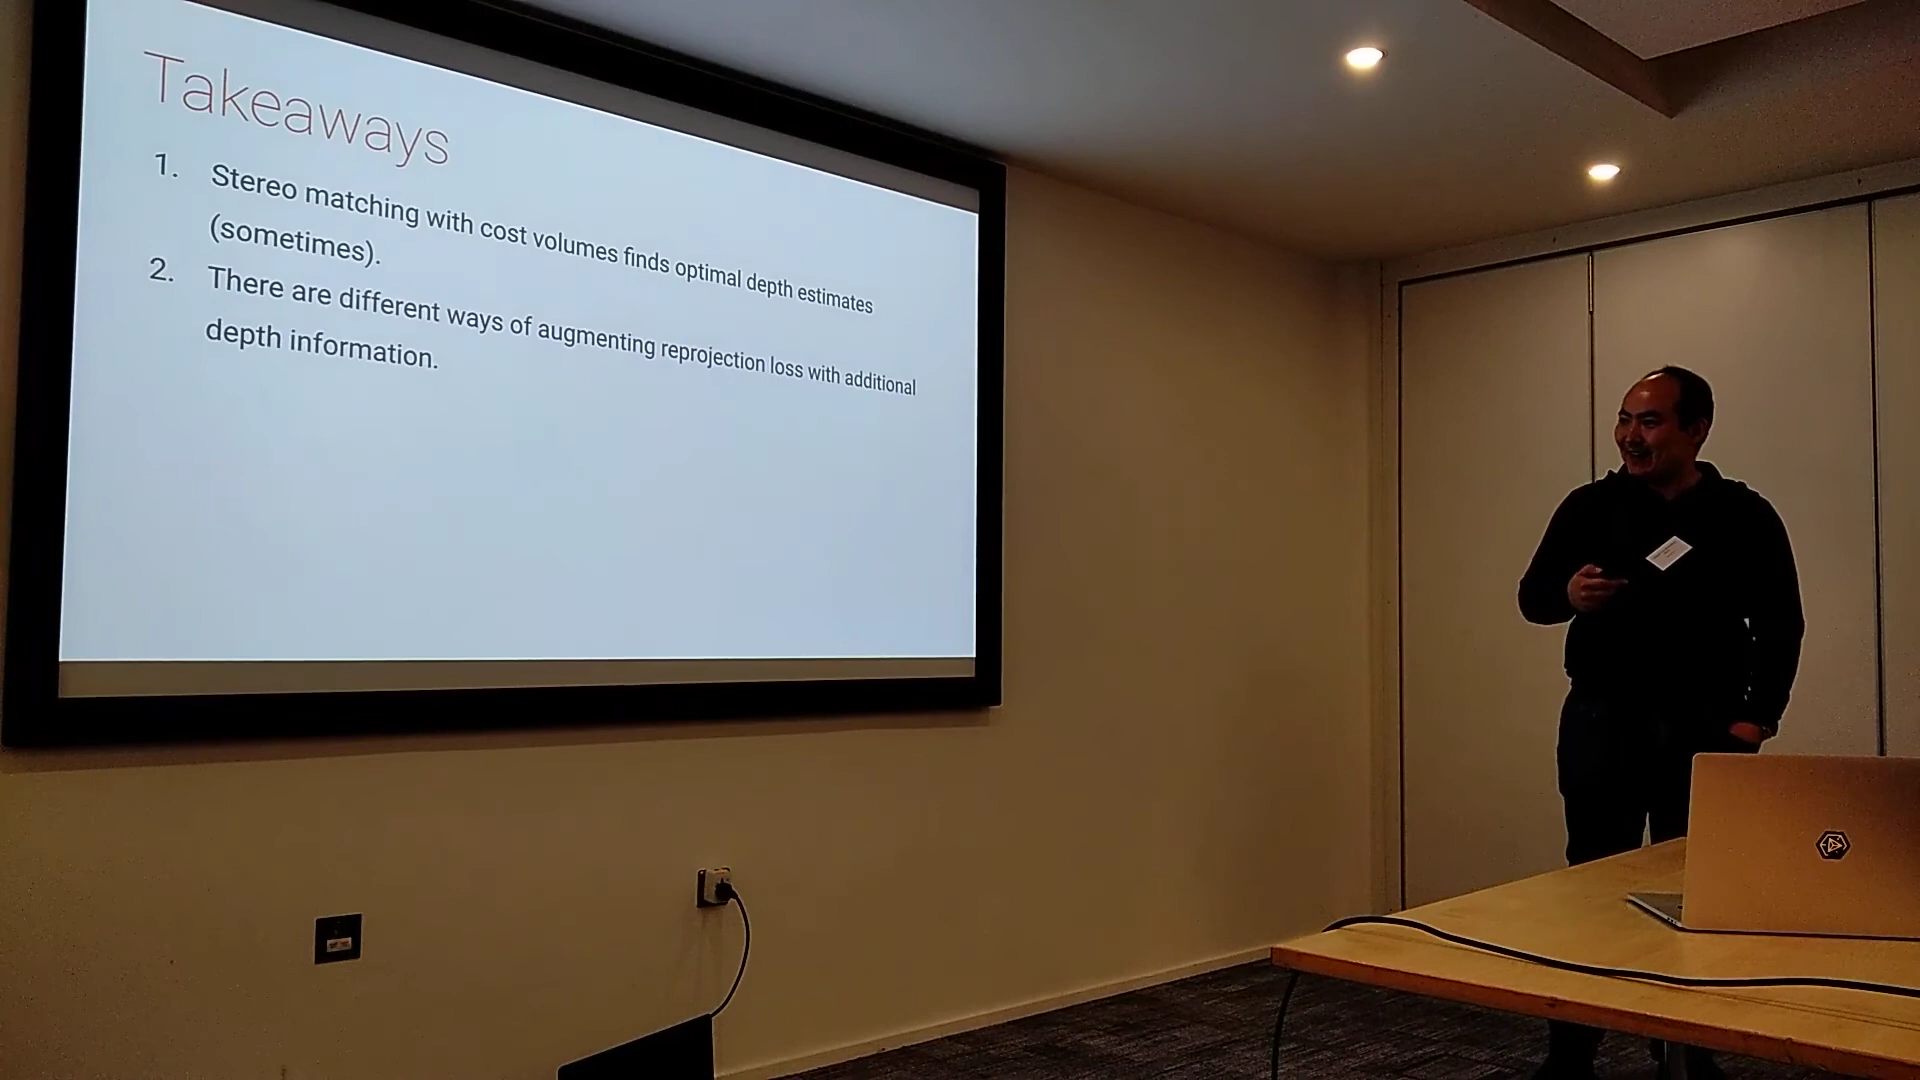 Takeaways
1. Stereo matching with cost volumes finds optimal depth estimates
(sometimes).
2. There are different ways of augmenting reprojection loss with additional
depth information.